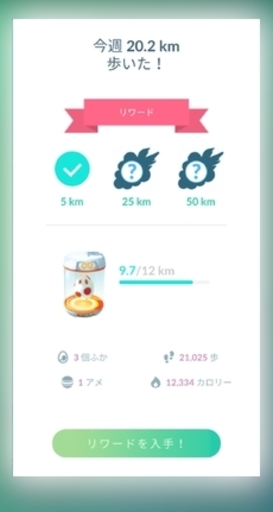 今週 20.2 km
歩いた！
リワード
?
?
5 km
25 km
50 km
9.7/12 km
3 個ふか
21,025 歩
1 アメ
12,334 カロリー
リワードを入手！